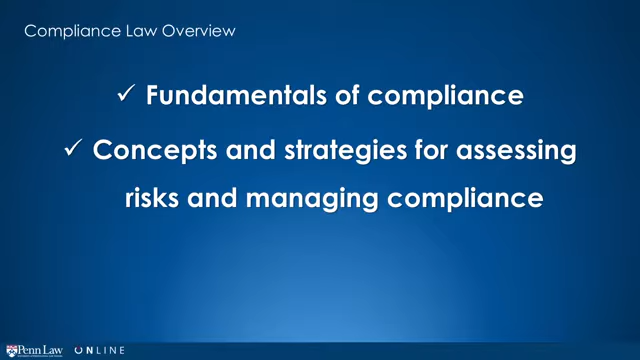 Compliance Law Overview
✓ Fundamentals of compliance
✓ Concepts and strategies for assessing
risks and managing compliance
Penn Law ONLINE